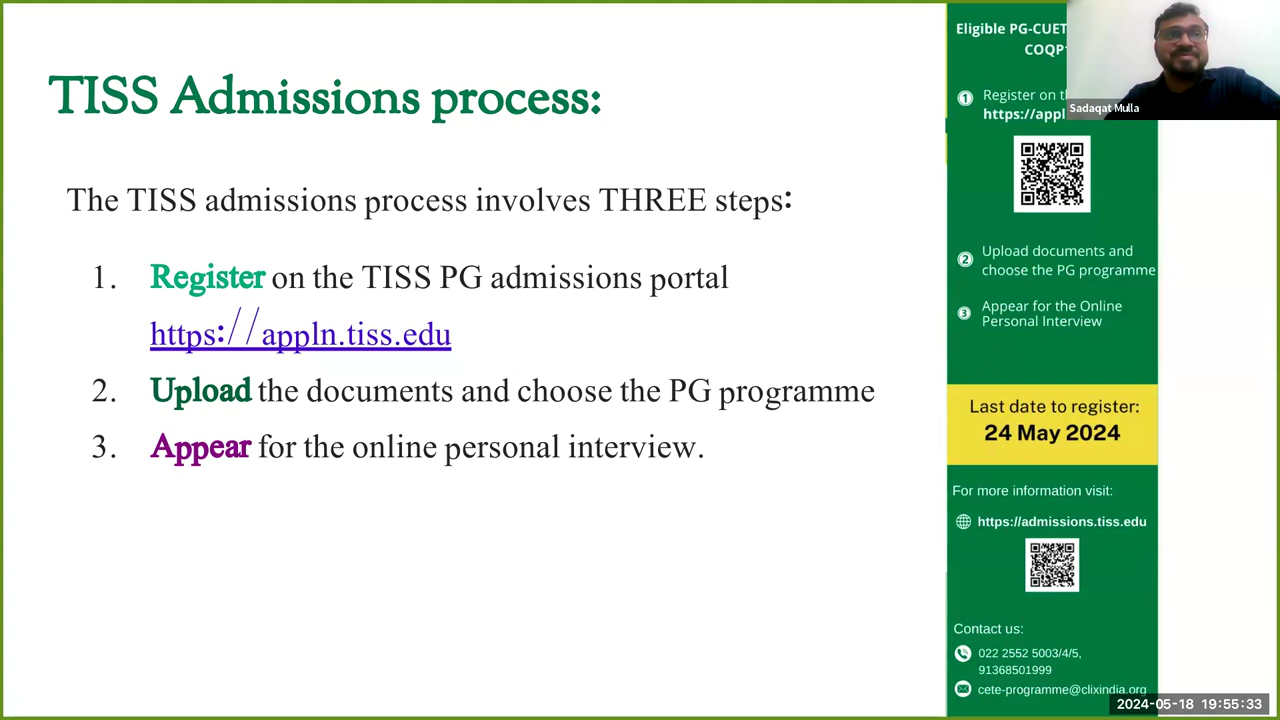 TISS Admissions process:
The TISS admissions process involves THREE steps:
1. Register on the TISS PG admissions portal
https://appln.tiss.edu
2. Upload the documents and choose the PG programme
3. Appear for the online personal interview.
Eligible PG-CUET
COQP
1 Register on
https://appl
2 Upload documents and
choose the PG programme
3 Appear for the Online
Personal Interview
Last date to register:
24 May 2024
For more information visit:
https://admissions.tiss.edu
Contact us:
022 2552 5003/4/5,
91368501999
cete-programme@clixindia.org
Sadaqat Mulla
2024-05-18 19:55:33